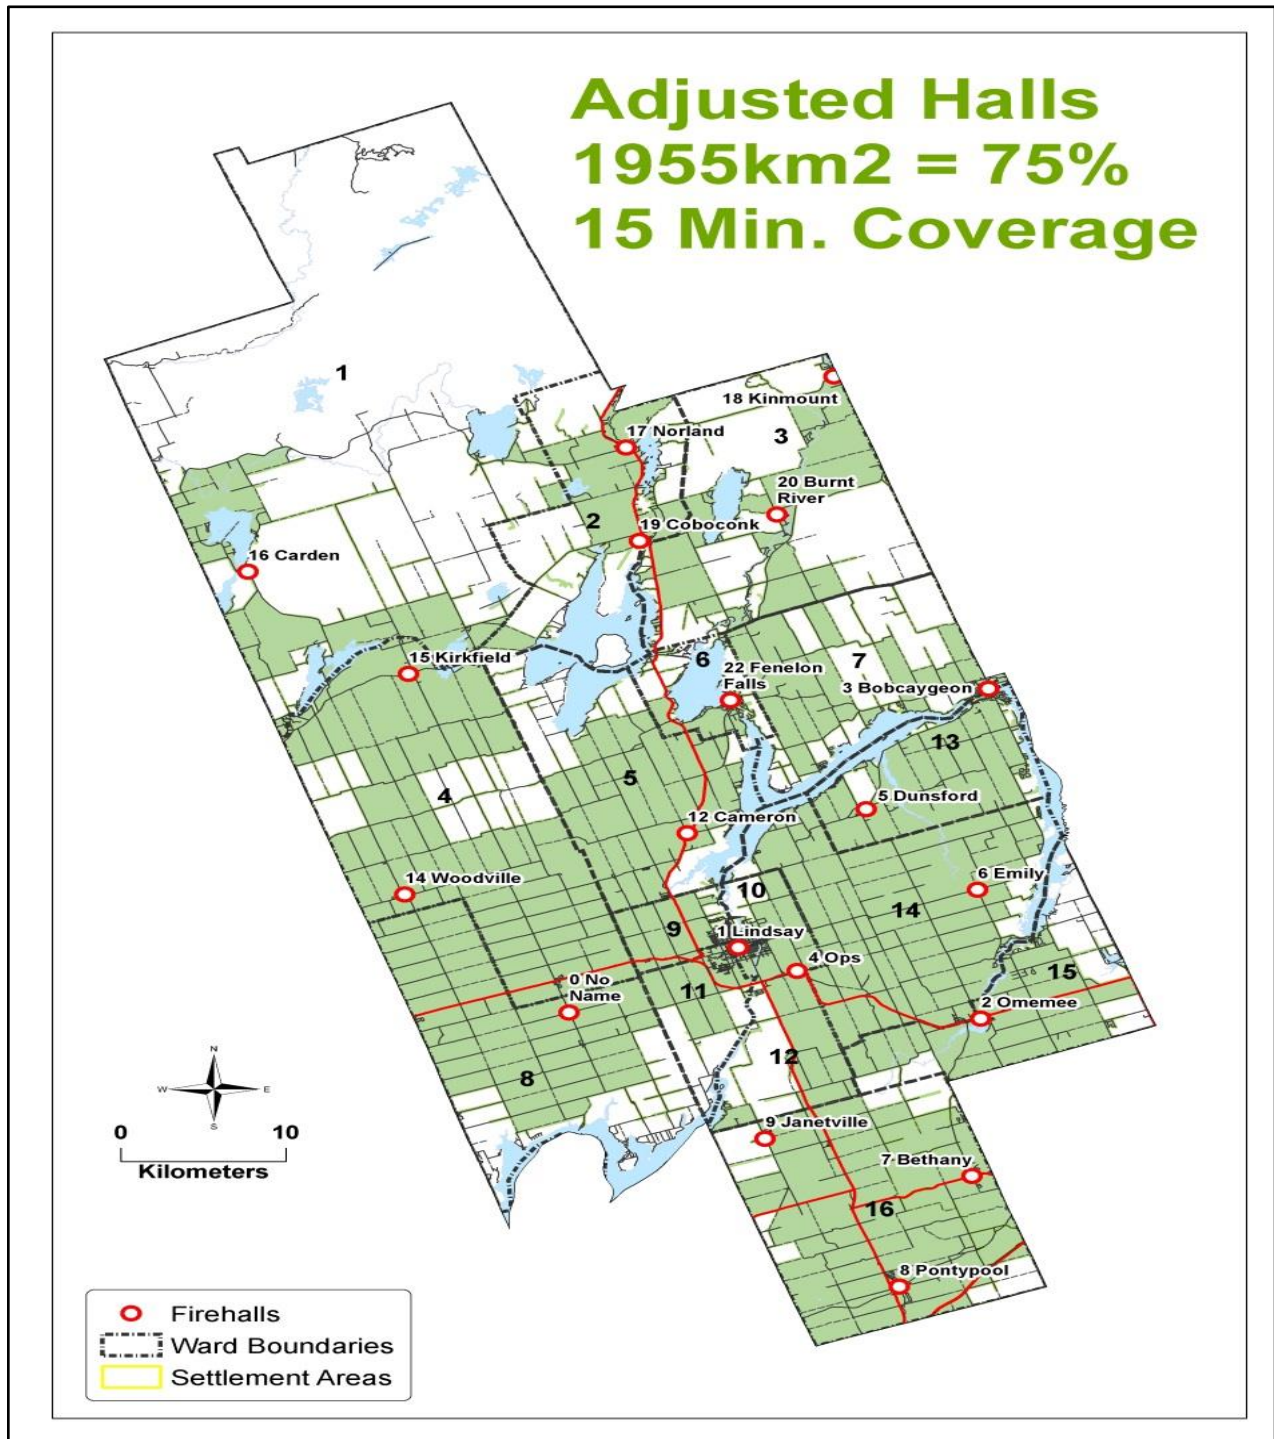 Adjusted Halls
1955km2 = 75%
15 Min. Coverage
1
18 Kinmount
17 Norland
3
20 Burnt
River
2
19 Coboconk
16 Carden
15 Kirkfield
6
7
22 Fenelon
Falls
3 Bobcaygeon
13
5
4
5 Dunsford
12 Cameron
14 Woodville
6 Emily
10
14
9
1 Lindsay
4 Ops
15
0 No
Name
11
2 Omemee
12
8
9 Janetville
7 Bethany
16
8 Pontypool
N
W
E
S
0 10
Kilometers
Firehalls
Ward Boundaries
Settlement Areas